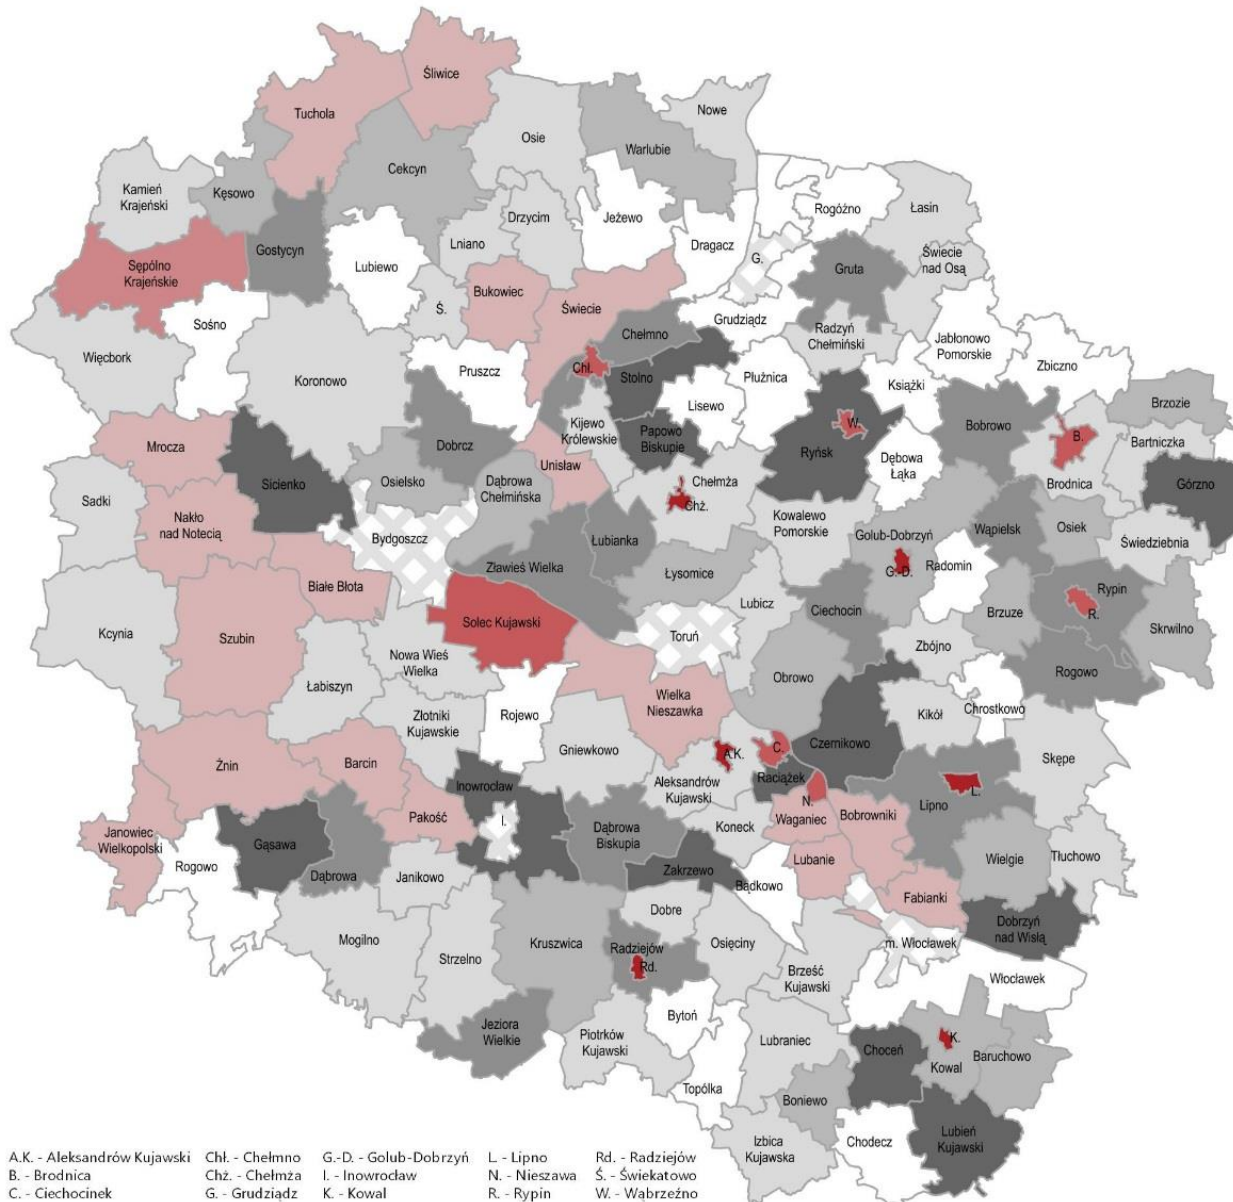 Śliwice
Tuchola
Nowe
Osie
Warlubie
Cekcyn
Kamień
Krajeński
Kęsowo
Rogóźno
Łasin
Drzycim
Jeżewo
Lniano
Dragacz
Gostycyn
Świecie
nad Osą
G.
Gruta
Sępólno
Krajeńskie
Lubiewo
Bukowiec
Świecie
Ś.
Grudziądz
Sośno
Chełmno
Radzyń
Chełmiński
Jabłonowo
Pomorskie
Więcbork
Zbiczno
Koronowo
Pruszcz
Chł.
Stolno
Płużnica
Książki
Lisewo
Brzozie
Kijewo
Królewskie
W.
Bobrowo
B.
Mrocza
Dobrcz
Papowo
Biskupie
Ryńsk
Bartniczka
Dębowa
Łąka
Unisław
Sadki
Sicienko
Osielsko
Dąbrowa
Chełmińska
Chełmża
Brodnica
Górzno
Chż.
Nakło
nad Notecią
Kowalewo
Pomorskie
Wąpielsk
Osiek
Golub-Dobrzyń
Bydgoszcz
Łubianka
Świedziebnia
Zławieś Wielka
Łysomice
G.-D.
Radomin
Białe Błota
Lubicz
Rypin
Kcynia
Szubin
Solec Kujawski
Toruń
Ciechocin
Brzuze
R.
Skrwilno
Nowa Wieś
Wielka
Zbójno
Łabiszyn
Obrowo
Rogowo
Wielka
Nieszawka
Złotniki
Kujawskie
Rojewo
Kikół
Chrostkowo
Gniewkowo
A.K.
C.
Czernikowo
Skępe
Żnin
Barcin
Aleksandrów
Kujawski
Raciążek
Inowrocław
L.
N.
Lipno
Pakość
Waganiec
Bobrowniki
I.
Koneck
Janowiec
Wielkopolski
Dąbrowa
Biskupia
Gąsawa
Lubanie
Wielgie
Tłuchowo
Rogowo
Dąbrowa
Janikowo
Zakrzewo
Bądkowo
Fabianki
Dobre
Dobrzyń
nad Wisłą
Mogilno
Kruszwica
Radziejów
Osięciny
m. Włocławek
Strzelno
Rd.
Brześć
Kujawski
Włocławek
Bytoń
Jeziora
Wielkie
Piotrków
Kujawski
Lubraniec
K.
Choceń
Baruchowo
Kowal
Topólka
Boniewo
Izbica
Kujawska
Chodecz
Lubień
Kujawski
A.K. - Aleksandrów Kujawski Chł. - Chełmno G.-D. - Golub-Dobrzyń L. - Lipno Rd. - Radziejów
B. - Brodnica Chż. - Chełmża I. - Inowrocław N. - Nieszawa Ś. - Świekatowo
C. - Ciechocinek G. - Grudziądz K. - Kowal R. - Rypin W. - Wąbrzeźno